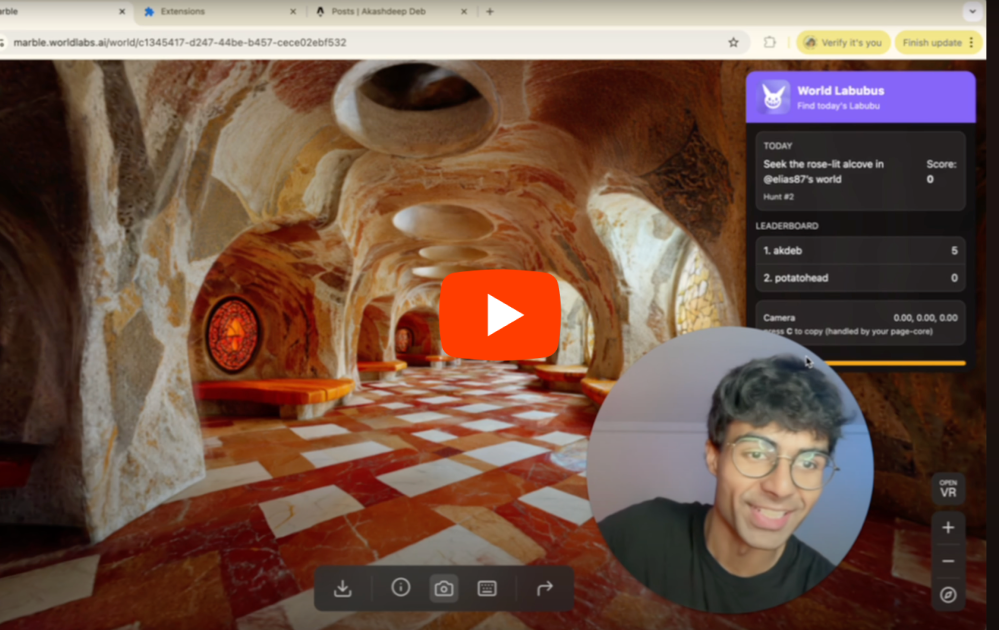 rble
Extensions
Posts | Akashdeep Deb
marble.worldlabs.ai/world/c1345417-d247-44be-b457-cece02ebf532
Verify it's you
Finish update
World Labubus
Find today's Labubu
TODAY
Seek the rose-lit alcove in
@elias87's world
Score:
0
Hunt #2
LEADERBOARD
1. akdeb 5
2. potatohead 0
Camera 0.00, 0.00, 0.00
press C to copy (handled by your page-core)
OPEN
VR